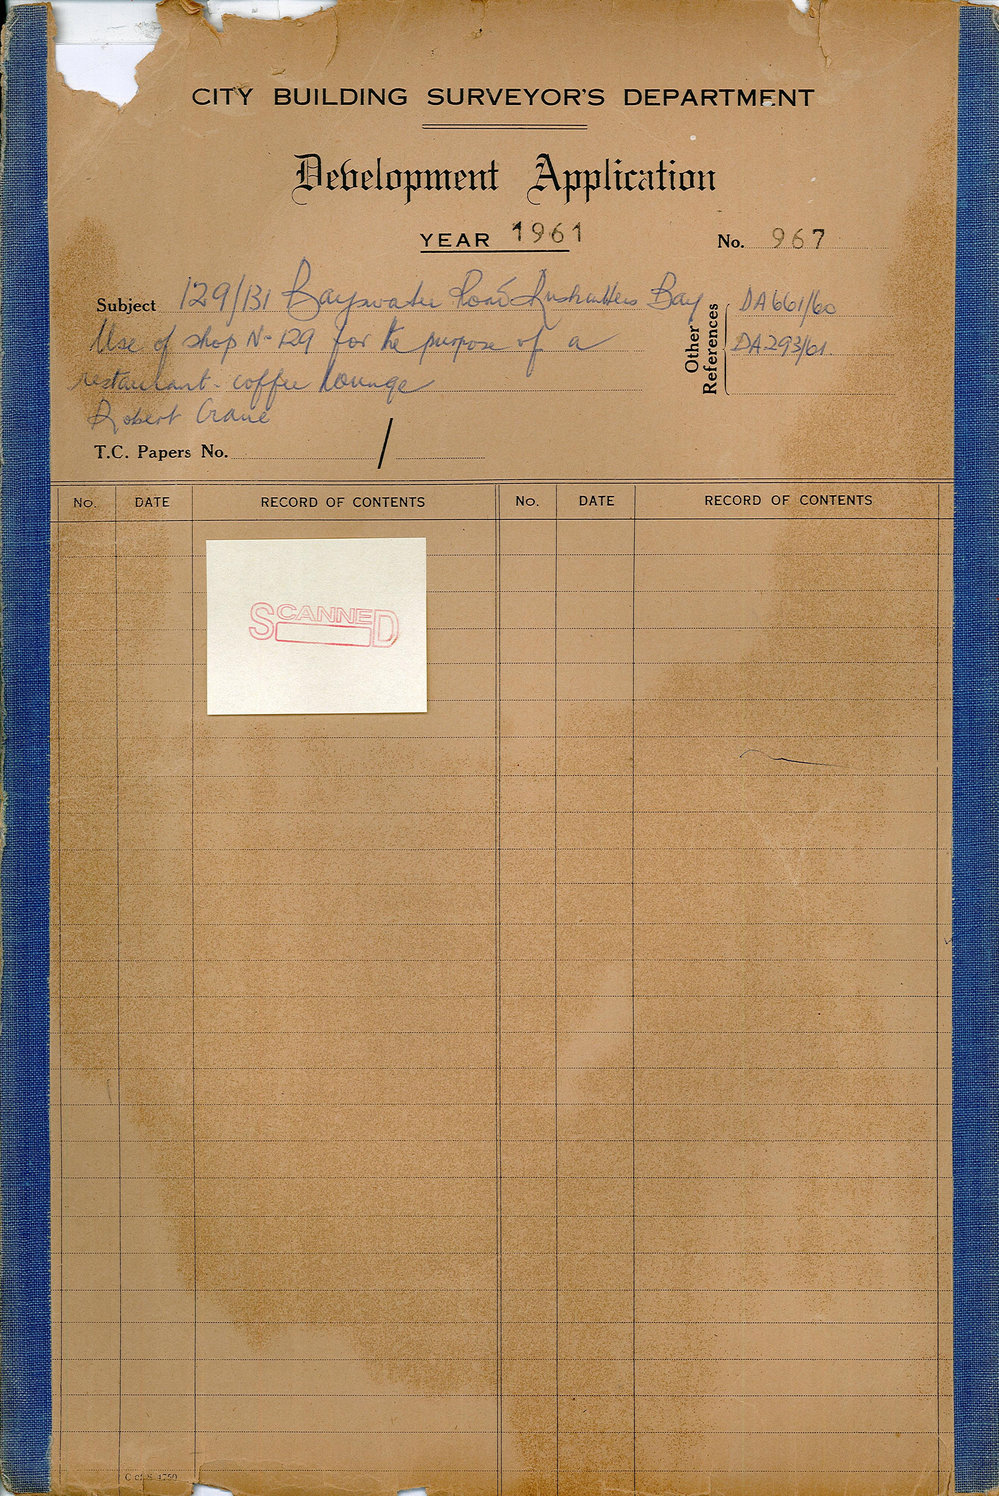 CITY BUILDING SURVEYOR'S DEPARTMENT
Development Application
YEAR 1961
No. 967
Subject 129/131 Bayswater Road Rushcutters Bay
Use of shop No 129 for the purpose of a
restaurant - coffee lounge
Robert Crane
Other References DA 661/60
DA 293/61.
T.C. Papers No. /
No. DATE RECORD OF CONTENTS No. DATE RECORD OF CONTENTS
SCANNED
C of S 1750